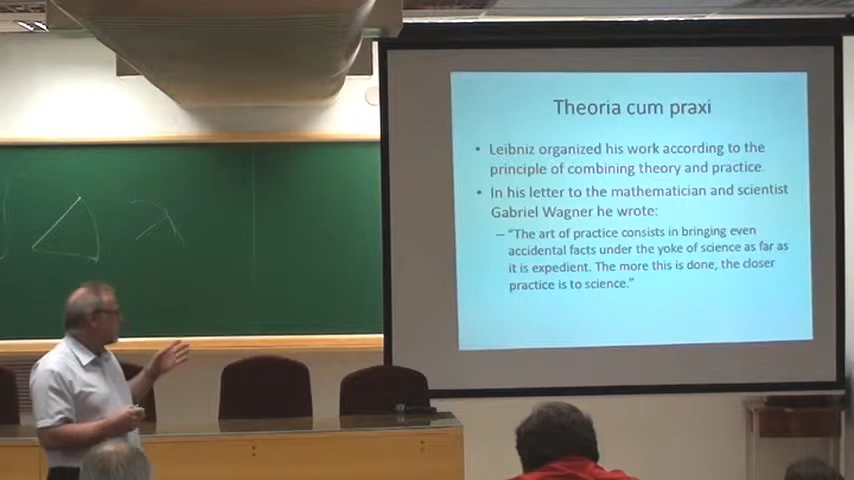 Theoria cum praxi
• Leibniz organized his work according to the
principle of combining theory and practice.
• In his letter to the mathematician and scientist
Gabriel Wagner he wrote:
– “The art of practice consists in bringing even
accidental facts under the yoke of science as far as
it is expedient. The more this is done, the closer
practice is to science.”